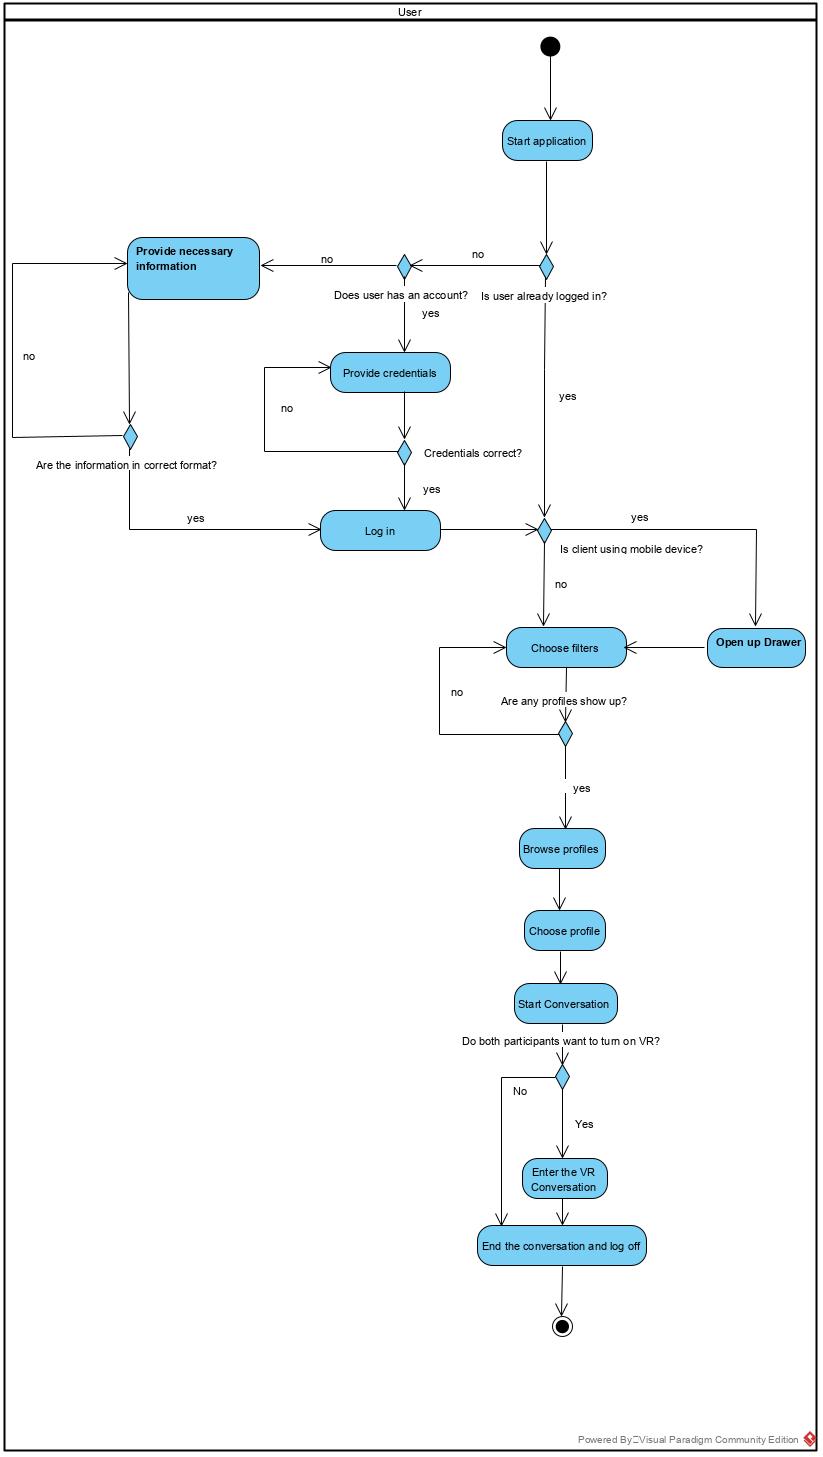 User
Start application
Provide necessary
information
no
no
Does user has an account?
Is user already logged in?
yes
no
Provide credentials
yes
no
Credentials correct?
Are the information in correct format?
yes
yes
yes
Log in
Is client using mobile device?
no
Choose filters
Open up Drawer
no
Are any profiles show up?
yes
Browse profiles
Choose profile
Start Conversation
Do both participants want to turn on VR?
No
Yes
Enter the VR
Conversation
End the conversation and log off
Powered By Visual Paradigm Community Edition